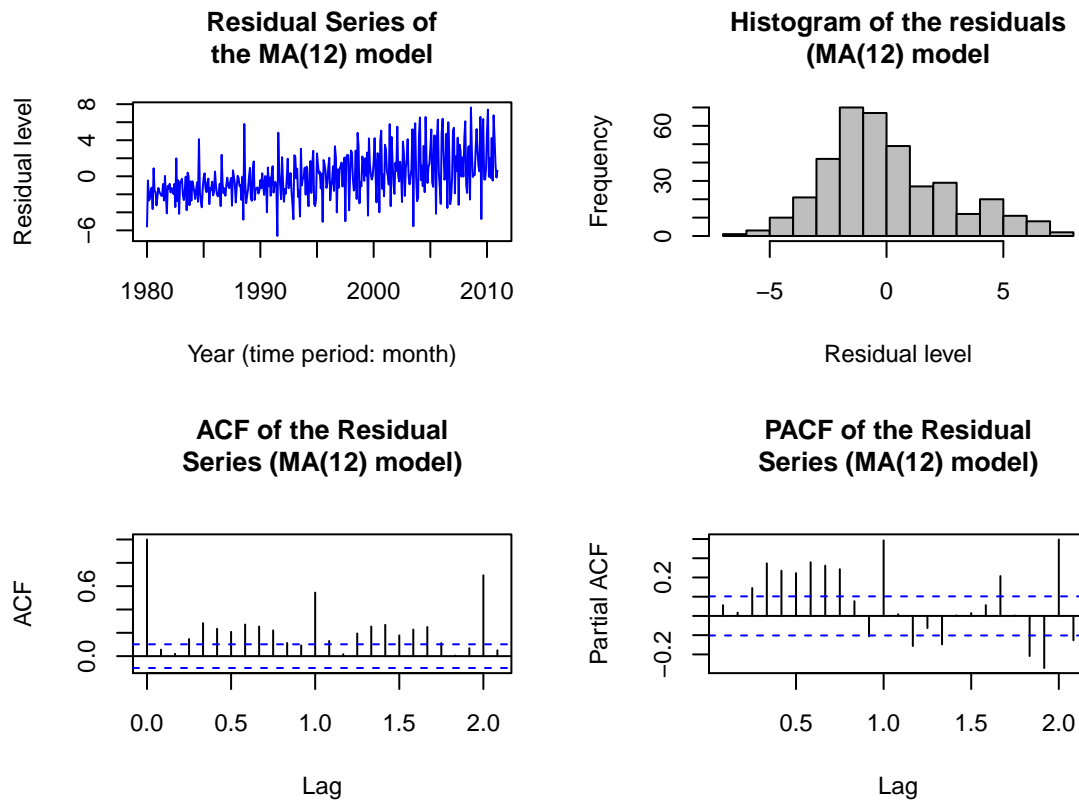 Residual Series of
the MA(12) model
Residual level
8
4
0
−6
1980 1990 2000 2010
Year (time period: month)
Histogram of the residuals
(MA(12) model
Frequency
60
30
0
−5 0 5
Residual level
ACF of the Residual
Series (MA(12) model)
ACF
0.6
0.0
0.0 0.5 1.0 1.5 2.0
Lag
PACF of the Residual
Series (MA(12) model)
Partial ACF
0.2
−0.2
0.5 1.0 1.5 2.0
Lag